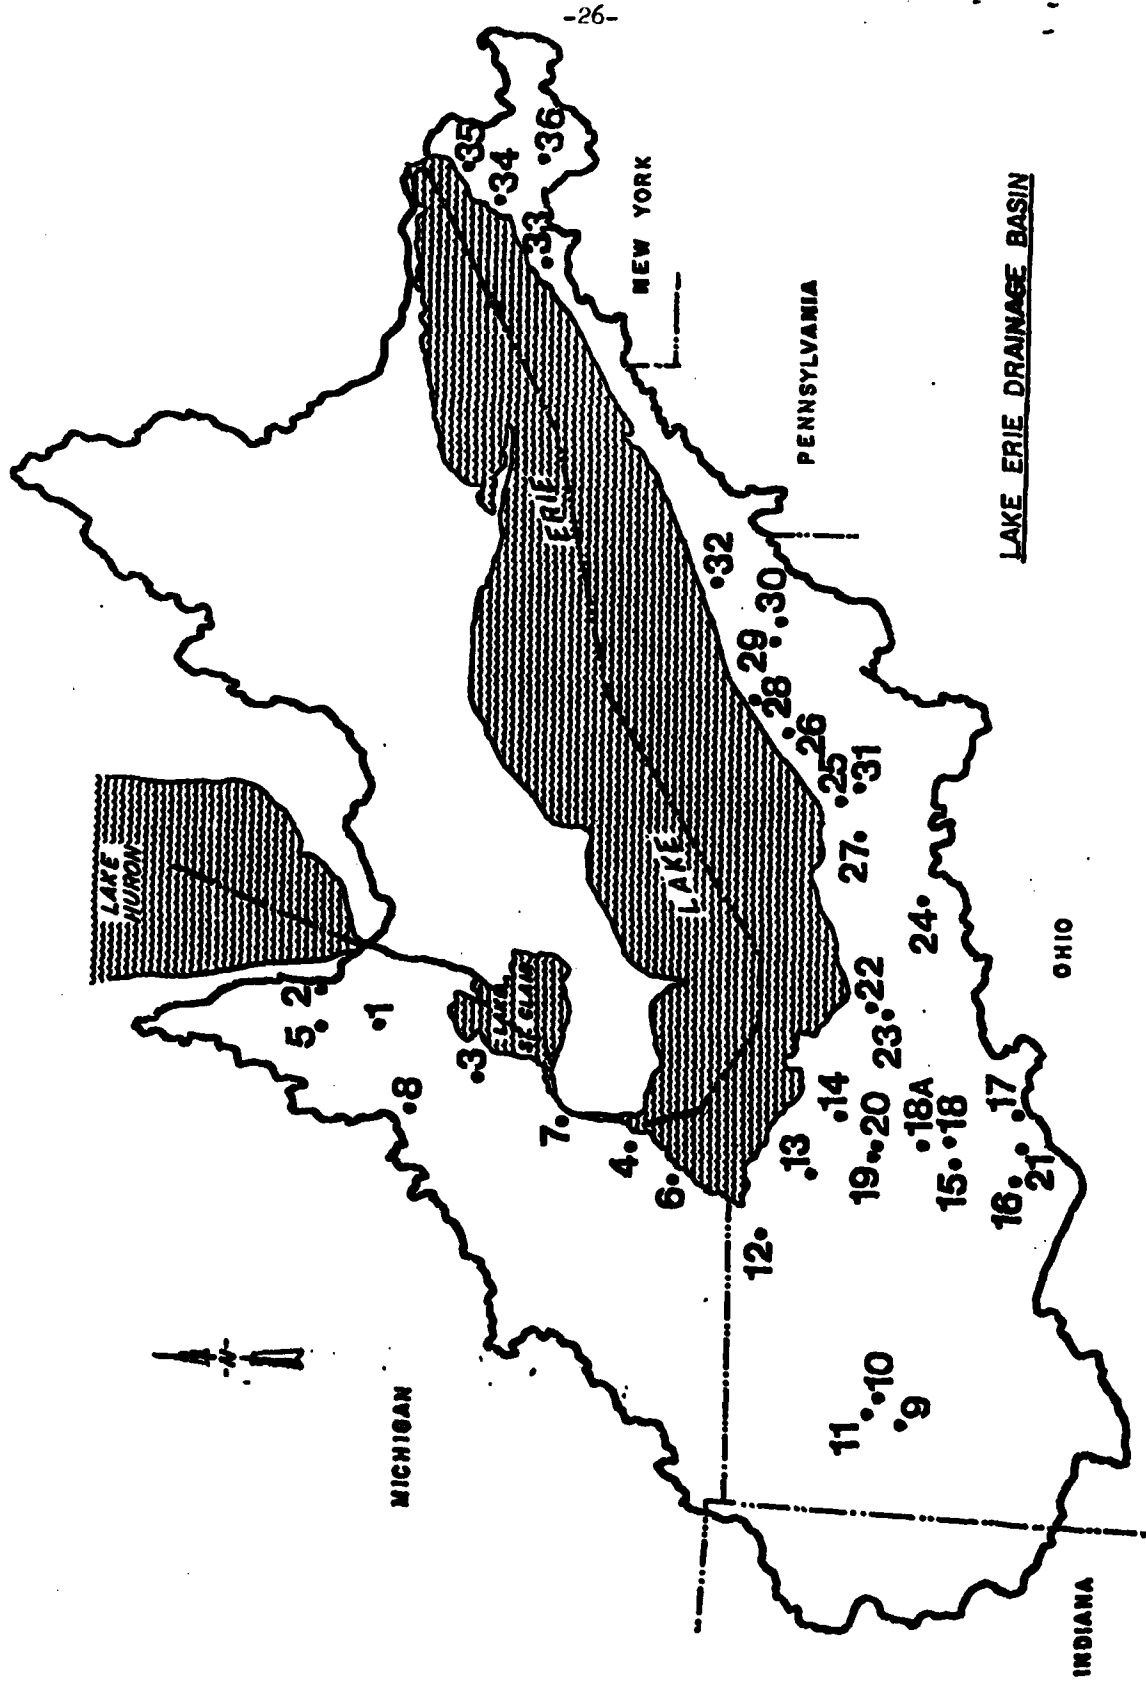 -26-
LAKE
HURON
2
5
1
8
3
LAKE
ST. CLAIR
7
4
6
LAKE
ERIE
35
34
36
33
NEW YORK
PENNSYLVANIA
32
30
29
28
26
25
31
27
24
22
23
14
13
20
19
18A
18
15
17
21
16
12
11
10
9
-N-
MICHIGAN
INDIANA
OHIO
LAKE ERIE DRAINAGE BASIN